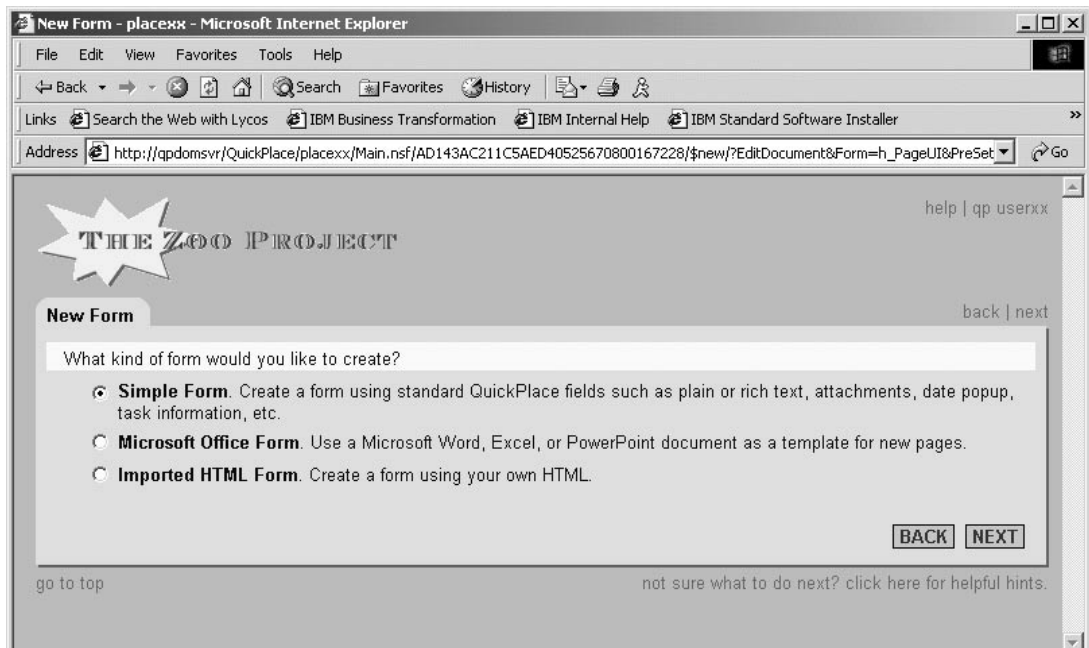 New Form - placexx - Microsoft Internet Explorer
File Edit View Favorites Tools Help
Back Search Favorites History
Links Search the Web with Lycos IBM Business Transformation IBM Internal Help IBM Standard Software Installer »
Address http://qpdomsvr/QuickPlace/placexx/Main.nsf/AD143AC211C5AED40525670800167228/$new/?EditDocument&Form=h_PageUI&PreSet Go
help | qp userxx
THE ZOO PROJECT
New Form
back | next
What kind of form would you like to create?
Simple Form. Create a form using standard QuickPlace fields such as plain or rich text, attachments, date popup,
task information, etc.
Microsoft Office Form. Use a Microsoft Word, Excel, or PowerPoint document as a template for new pages.
Imported HTML Form. Create a form using your own HTML.
BACK NEXT
go to top
not sure what to do next? click here for helpful hints.